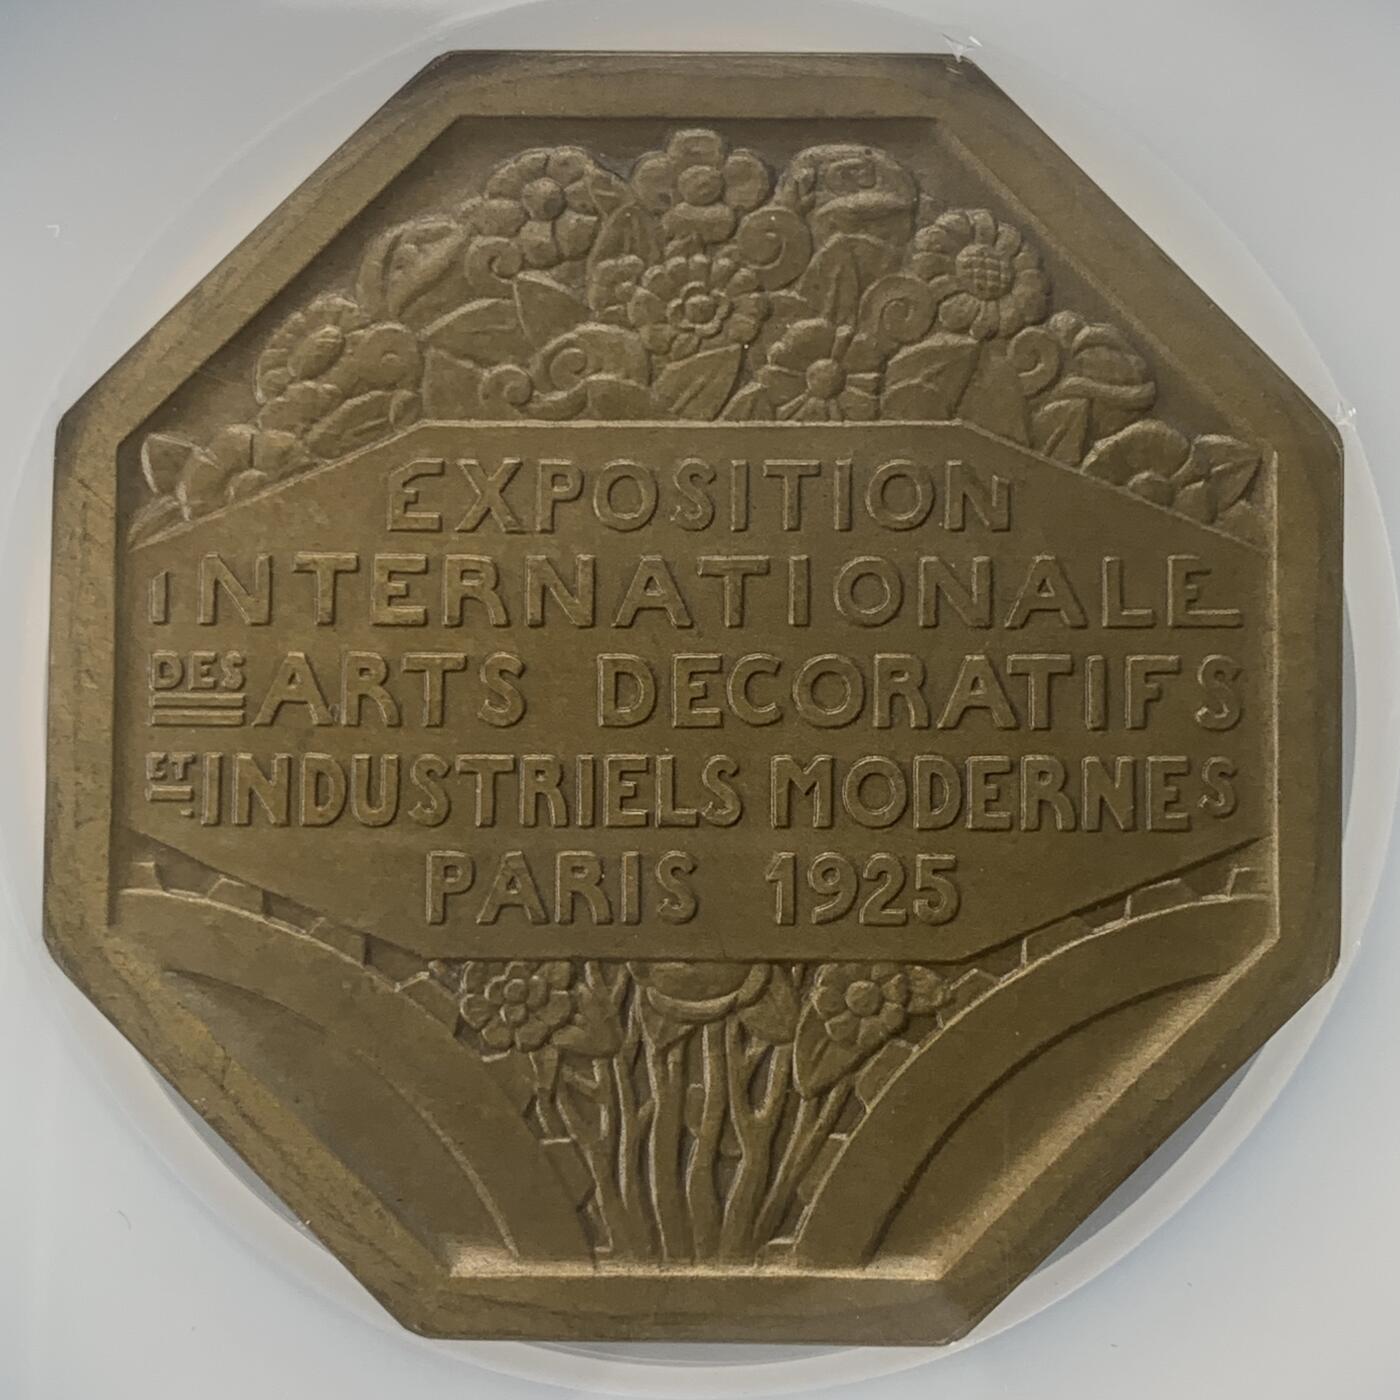 EXPOSITION
INTERNATIONALE
DES ARTS DECORATIFS
ET INDUSTRIELS MODERNES
PARIS 1925